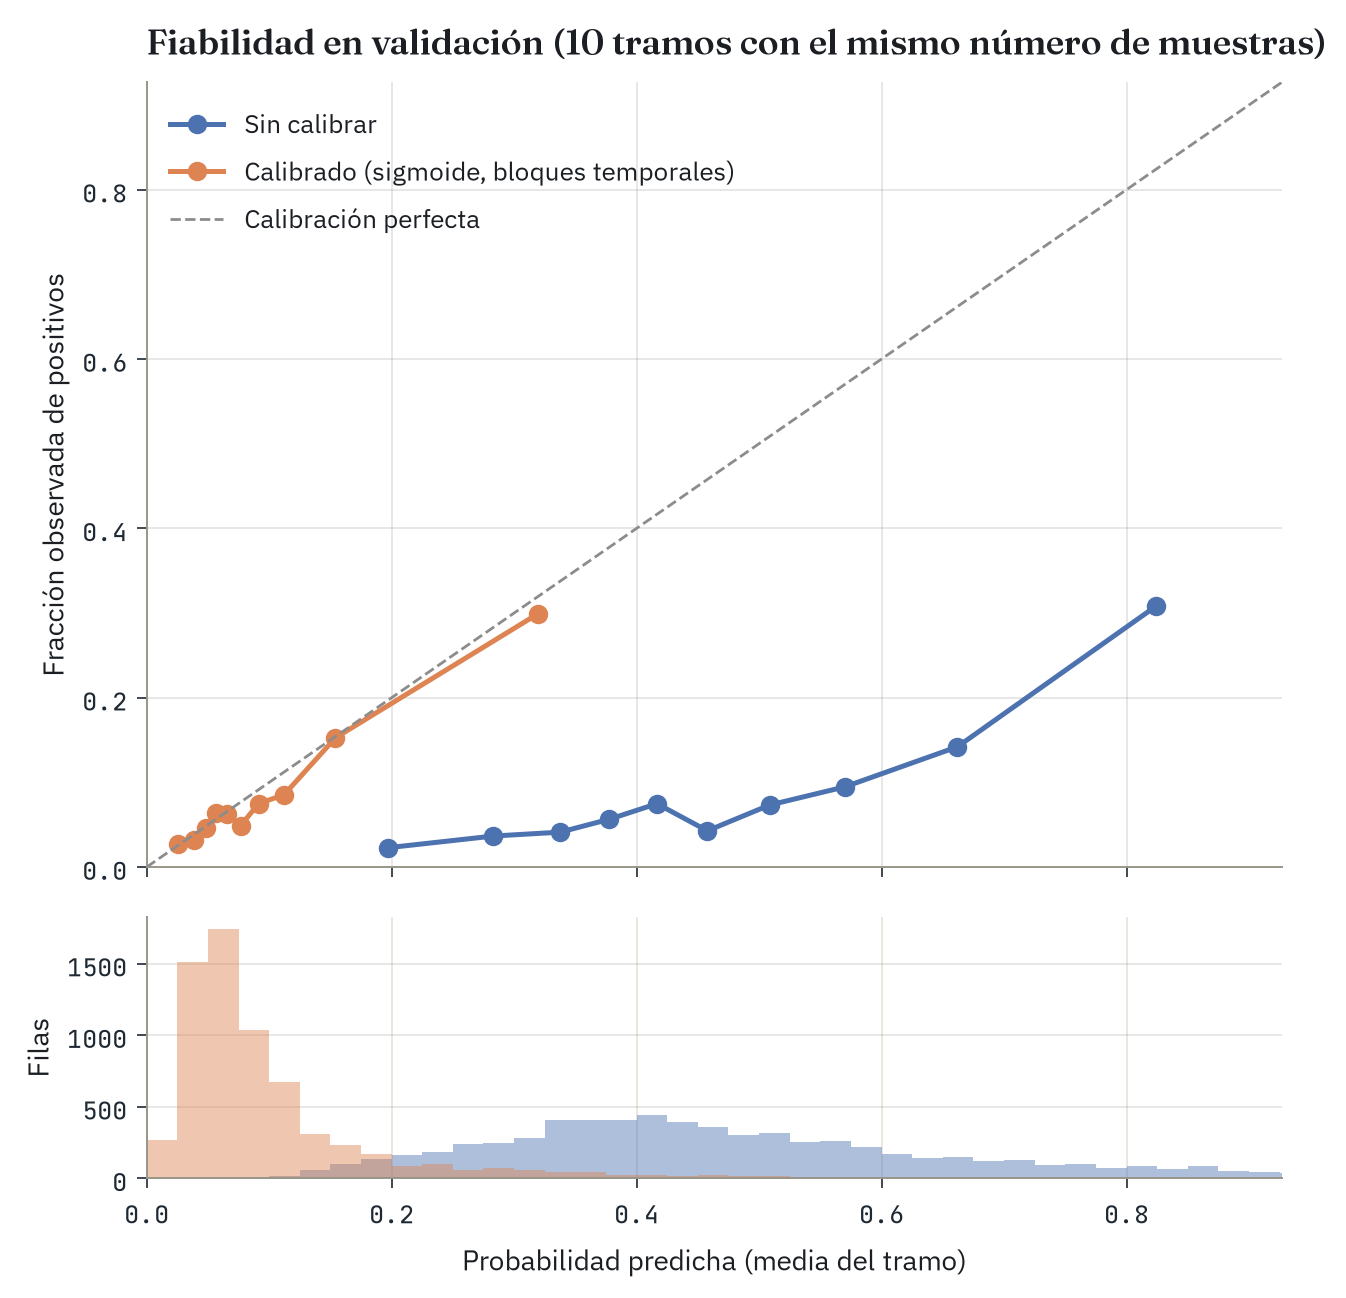 Fiabilidad en validación (10 tramos con el mismo número de muestras)
Sin calibrar
Calibrado (sigmoide, bloques temporales)
Calibración perfecta
Fracción observada de positivos
0.8
0.6
0.4
0.2
0.0
Filas
1500
1000
500
0
0.0 0.2 0.4 0.6 0.8
Probabilidad predicha (media del tramo)